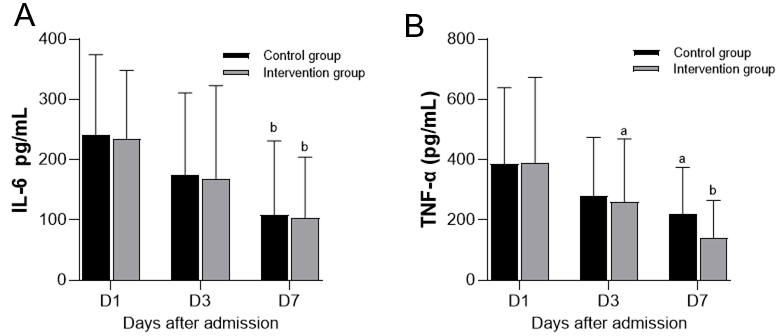 A
IL-6 pg/mL
400
300
200
100
0
Control group
Intervention group
b
b
D1
D3
D7
Days after admission
B
TNF-α (pg/mL)
800
600
400
200
0
Control group
Intervention group
a
a
b
D1
D3
D7
Days after admission